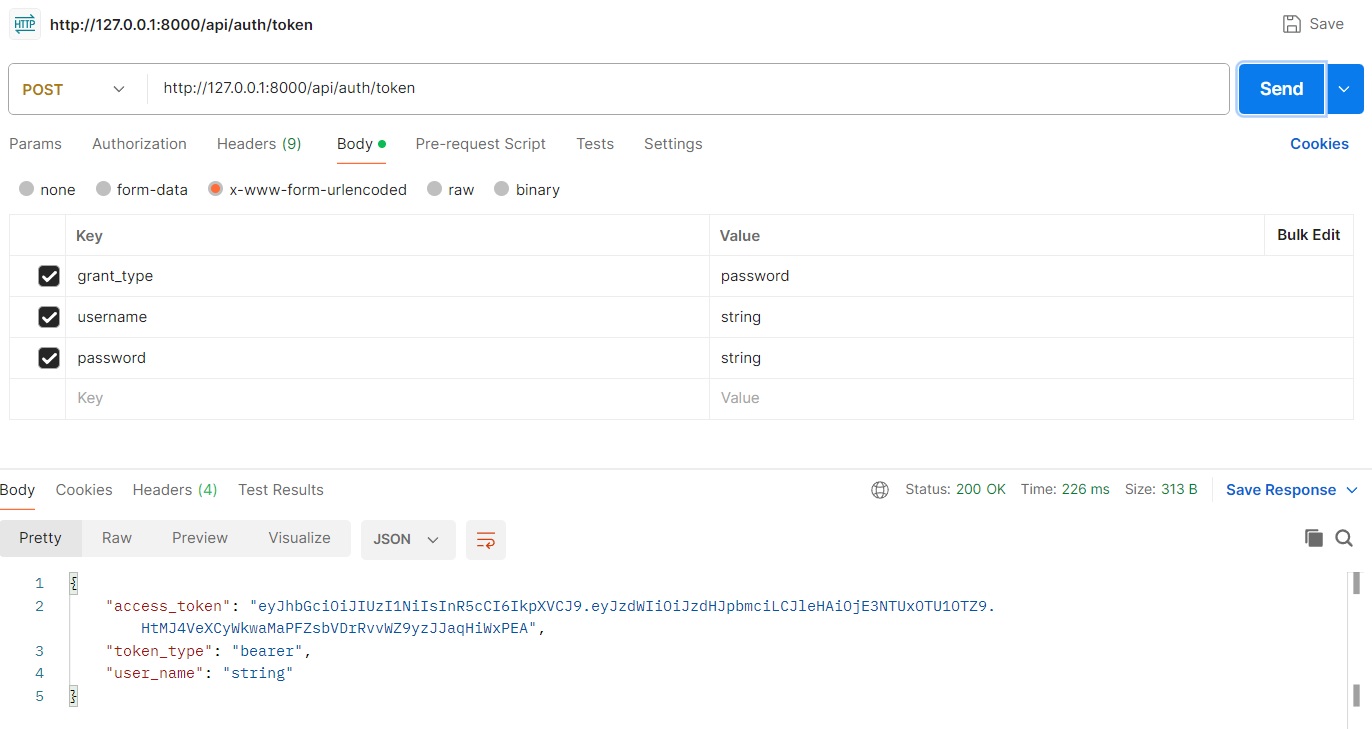 HTTP http://127.0.0.1:8000/api/auth/token Save
POST http://127.0.0.1:8000/api/auth/token Send
Params Authorization Headers (9) Body Pre-request Script Tests Settings Cookies
none form-data x-www-form-urlencoded raw binary
Key Value Bulk Edit
grant_type password
username string
password string
Key Value
Body Cookies Headers (4) Test Results Status: 200 OK Time: 226 ms Size: 313 B Save Response
Pretty Raw Preview Visualize JSON
1 {
2 "access_token": "eyJhbGciOiJIUzI1NiIsInR5cCI6IkpXVCJ9.eyJzdWIiOiJzdHJpbmciLCJleHAiOjE3NTUxOTU1OTZ9.
HtMJ4VeXCyWkwaMaPFZsbVDrRvvWZ9yzJJaqHiWxPEA",
3 "token_type": "bearer",
4 "user_name": "string"
5 }